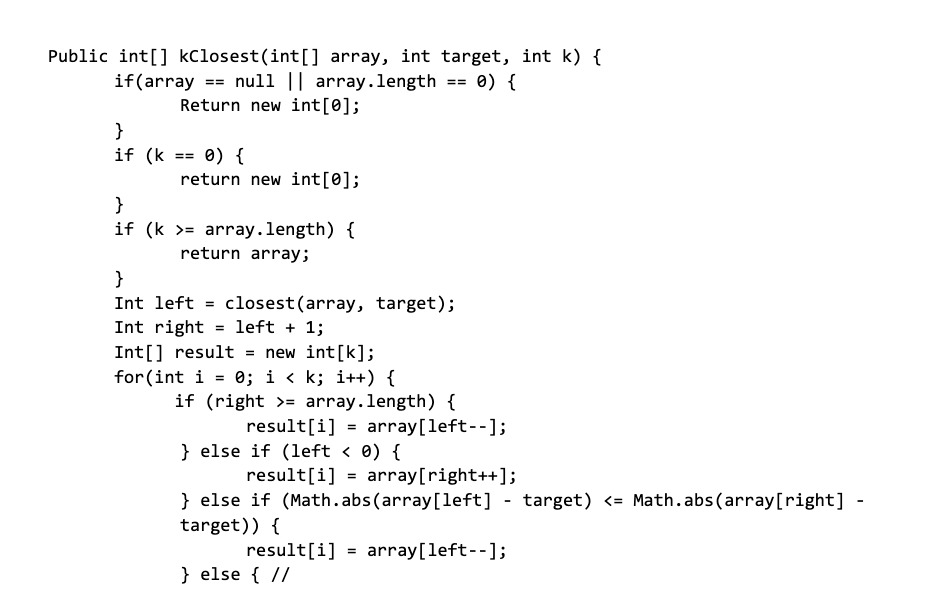 Public int[] kClosest(int[] array, int target, int k) {
if(array == null || array.length == 0) {
Return new int[0];
}
if (k == 0) {
return new int[0];
}
if (k >= array.length) {
return array;
}
Int left = closest(array, target);
Int right = left + 1;
Int[] result = new int[k];
for(int i = 0; i < k; i++) {
if (right >= array.length) {
result[i] = array[left--];
} else if (left < 0) {
result[i] = array[right++];
} else if (Math.abs(array[left] - target) <= Math.abs(array[right] -
target)) {
result[i] = array[left--];
} else { //